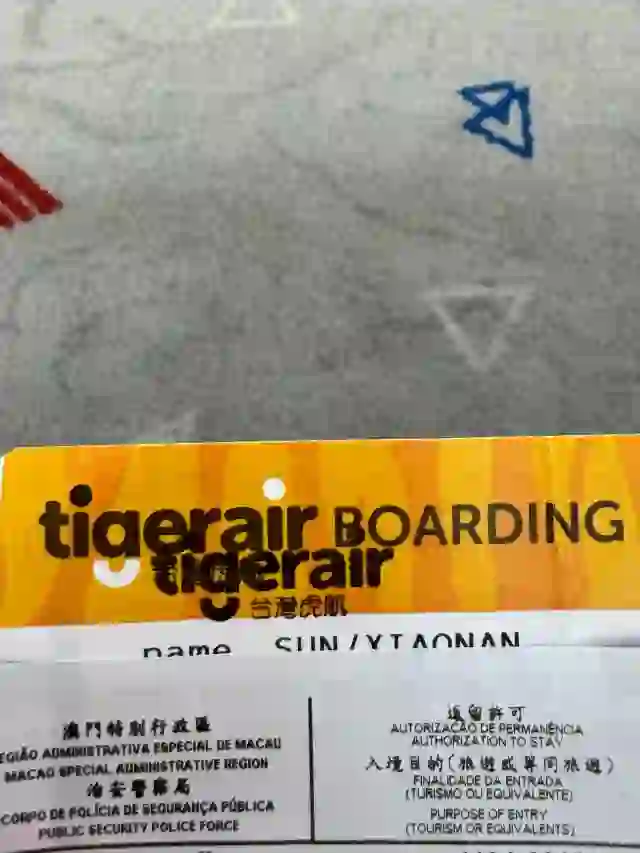 tigerair BOARDING
tigerair
台灣虎航
name SUN/XIAONAN
澳門特別行政區
REGIÃO ADMINISTRATIVA ESPECIAL DE MACAU
MACAO SPECIAL ADMINISTRATIVE REGION
治安警察局
CORPO DE POLÍCIA DE SEGURANÇA PÚBLICA
PUBLIC SECURITY POLICE FORCE
逗留許可
AUTORIZAÇÃO DE PERMANÊNCIA
AUTHORIZATION TO STAY
入境目的(旅遊或等同旅遊)
FINALIDADE DA ENTRADA
(TURISMO OU EQUIVALENTE)
PURPOSE OF ENTRY
(TOURISM OR EQUIVALENTS)